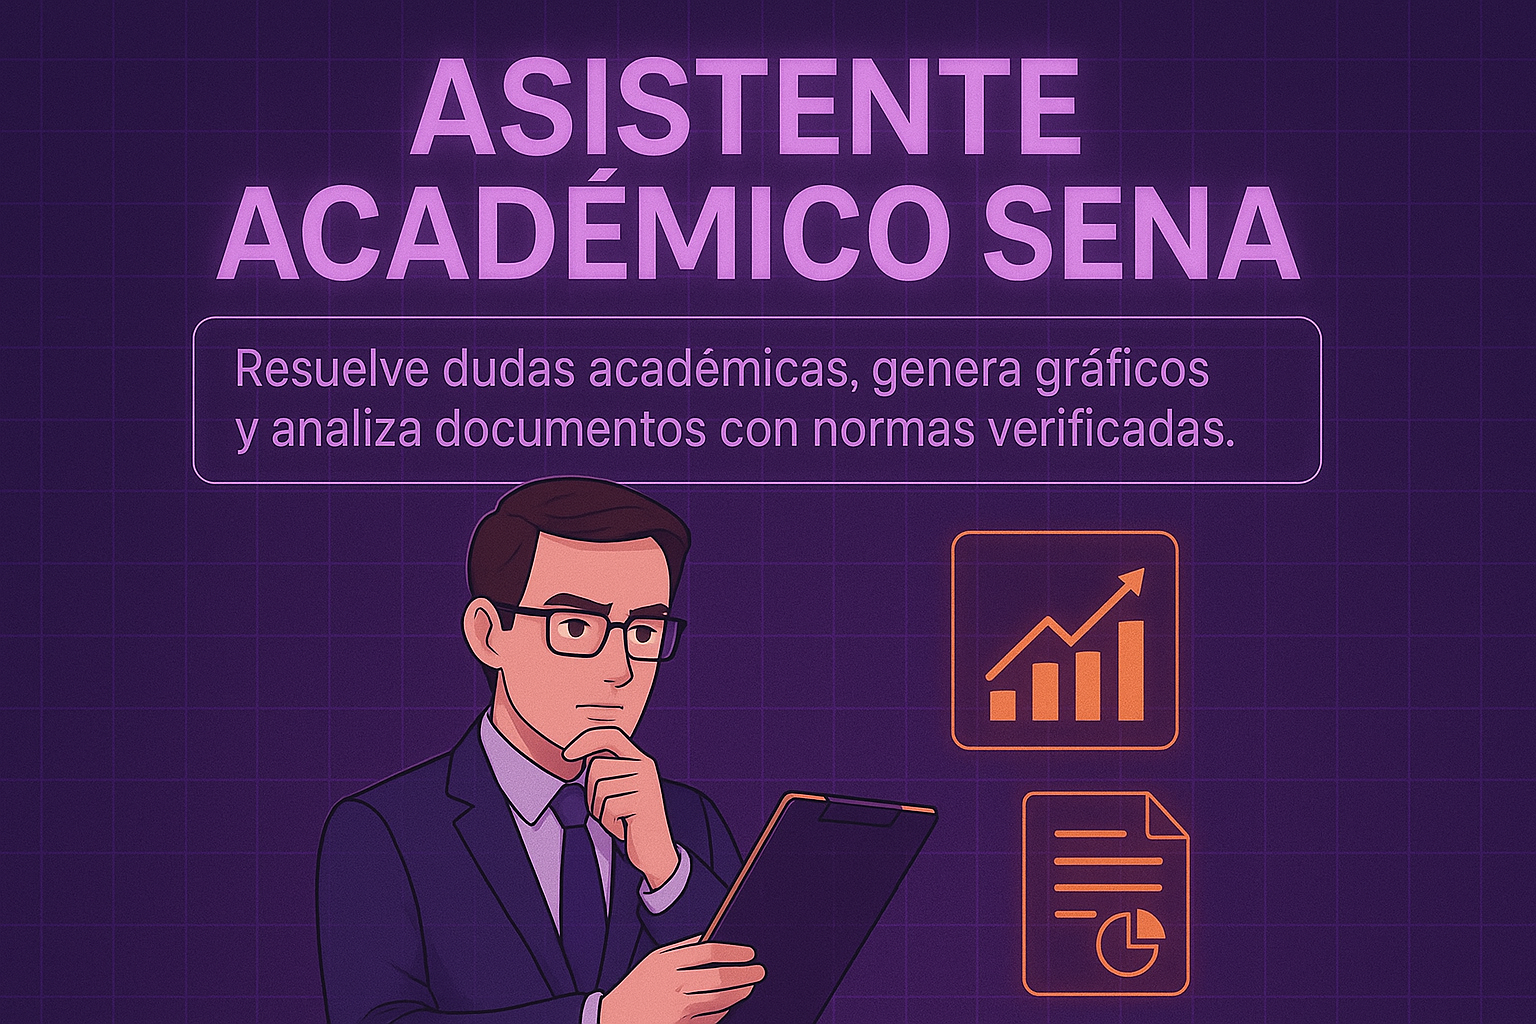 ASISTENTE
ACADÉMICO SENA
Resuelve dudas académicas, genera gráficos
y analiza documentos con normas verificadas.